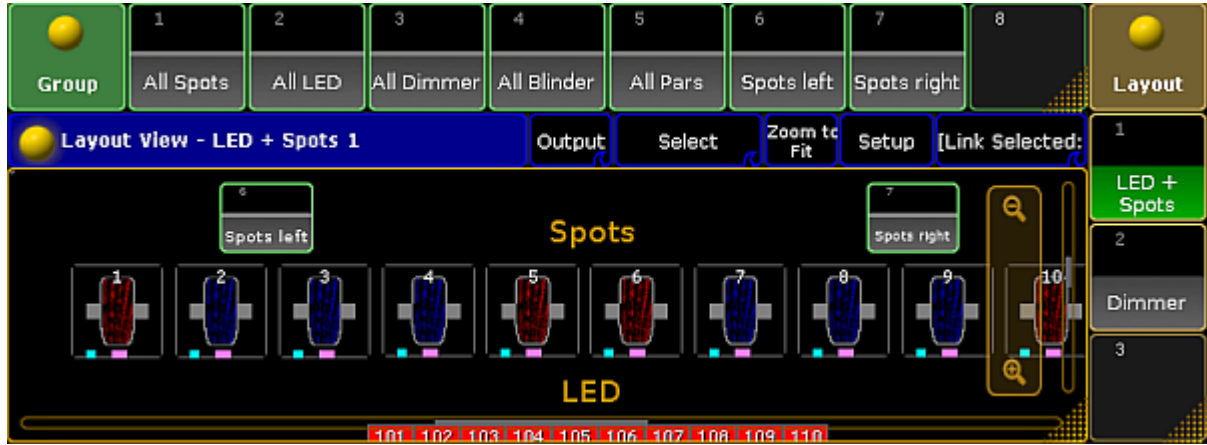 1 2 3 4 5 6 7 8
Group All Spots All LED All Dimmer All Blinder All Pars Spots left Spots right Layout
Layout View - LED + Spots 1 Output Select Zoom to Fit Setup [Link Selected:
1
LED + Spots
6 7
Spots left Spots Spots right
2
Dimmer
1 2 3 4 5 6 7 8 9 10
3
LED
101 102 103 104 105 106 107 108 109 110